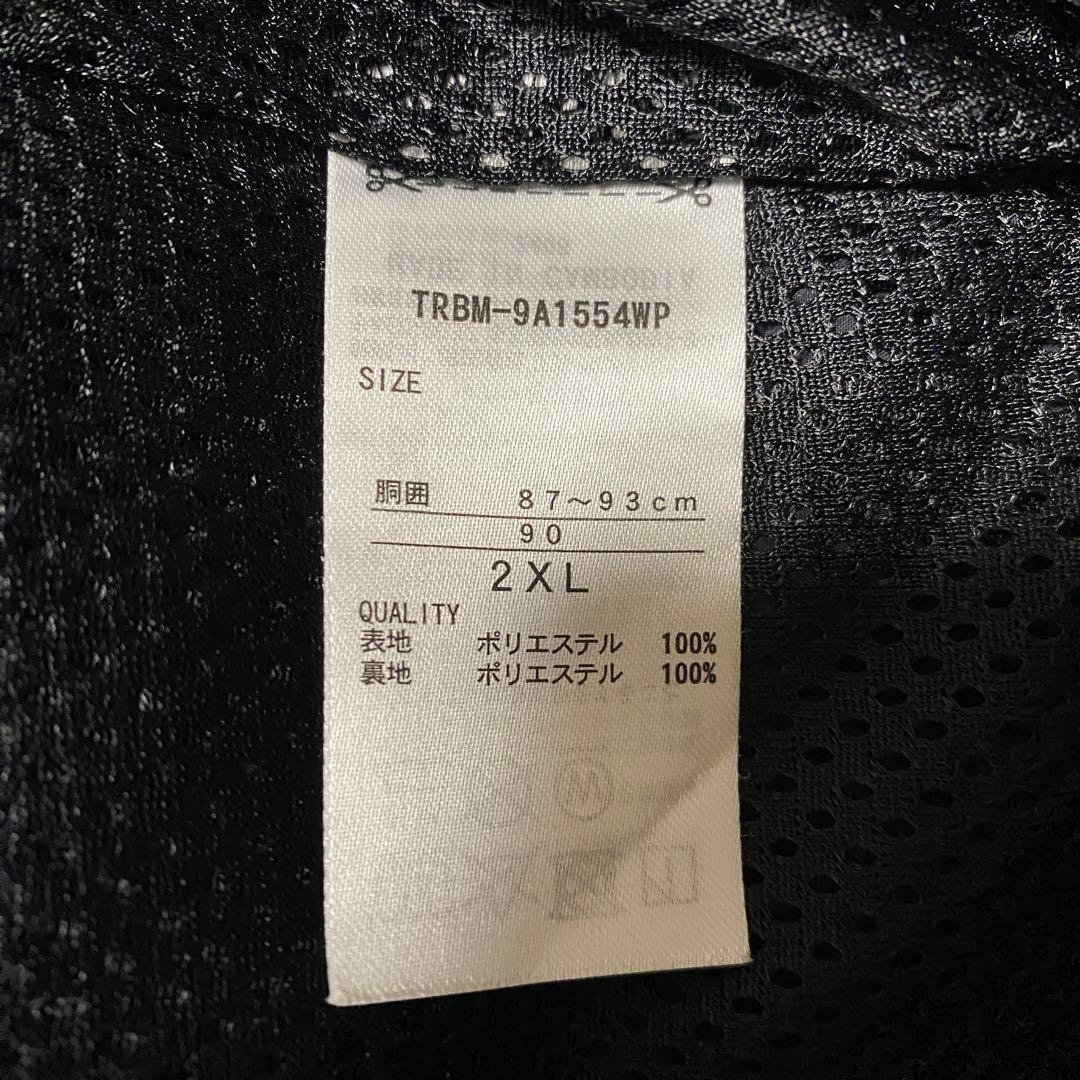 TRBM-9A1554WP
SIZE
胴囲 87～93cm
90
2XL
QUALITY
表地 ポリエステル 100%
裏地 ポリエステル 100%